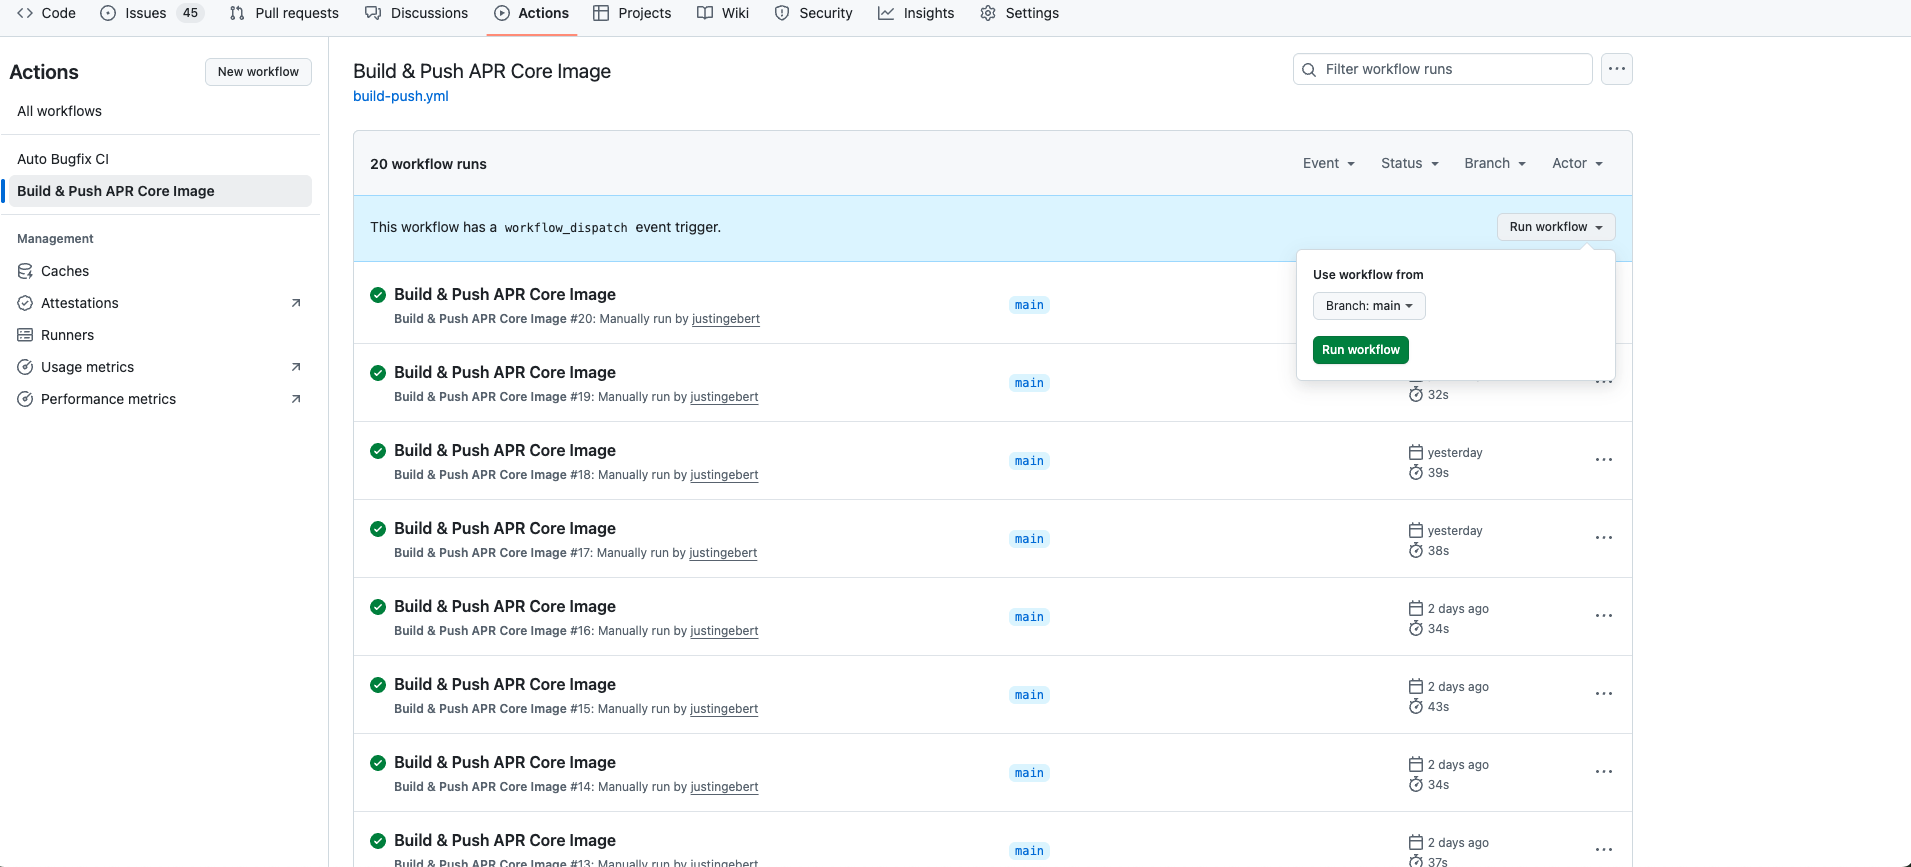 Code Issues 45 Pull requests Discussions Actions Projects Wiki Security Insights Settings
Actions
New workflow
All workflows
Auto Bugfix CI
Build & Push APR Core Image
Management
Caches
Attestations
Runners
Usage metrics
Performance metrics
Build & Push APR Core Image
build-push.yml
Filter workflow runs
20 workflow runs
Event Status Branch Actor
This workflow has a workflow_dispatch event trigger.
Run workflow
Use workflow from
Branch: main
Run workflow
Build & Push APR Core Image
Build & Push APR Core Image #20: Manually run by justingebert
main
Build & Push APR Core Image
Build & Push APR Core Image #19: Manually run by justingebert
main
32s
Build & Push APR Core Image
Build & Push APR Core Image #18: Manually run by justingebert
main
yesterday
39s
Build & Push APR Core Image
Build & Push APR Core Image #17: Manually run by justingebert
main
yesterday
38s
Build & Push APR Core Image
Build & Push APR Core Image #16: Manually run by justingebert
main
2 days ago
34s
Build & Push APR Core Image
Build & Push APR Core Image #15: Manually run by justingebert
main
2 days ago
43s
Build & Push APR Core Image
Build & Push APR Core Image #14: Manually run by justingebert
main
2 days ago
34s
Build & Push APR Core Image
Build & Push APR Core Image #13: Manually run by justingebert
main
2 days ago
37s